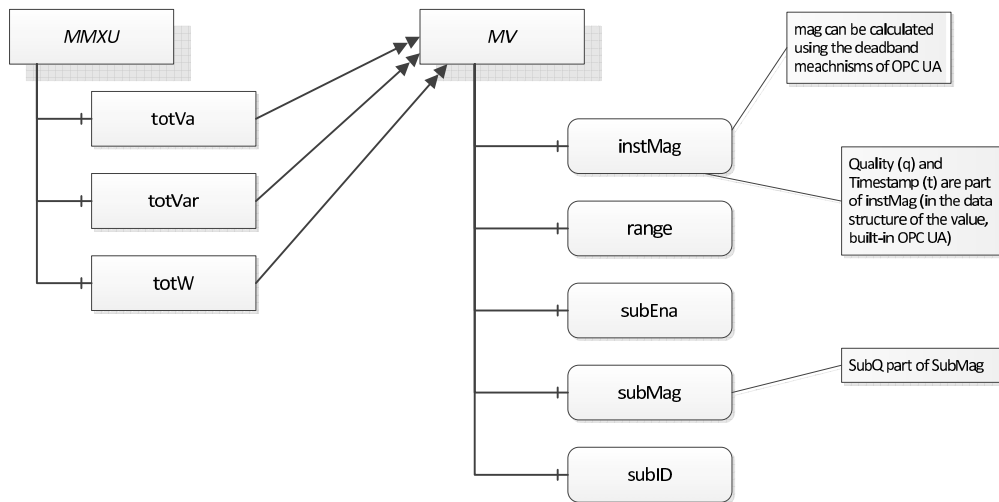 MMXU
totVa
totVar
totW
MV
instMag
range
subEna
subMag
subID
mag can be calculated
using the deadband
meachnisms of OPC UA
Quality (q) and
Timestamp (t) are part
of instMag (in the data
structure of the value,
built-in OPC UA)
SubQ part of SubMag